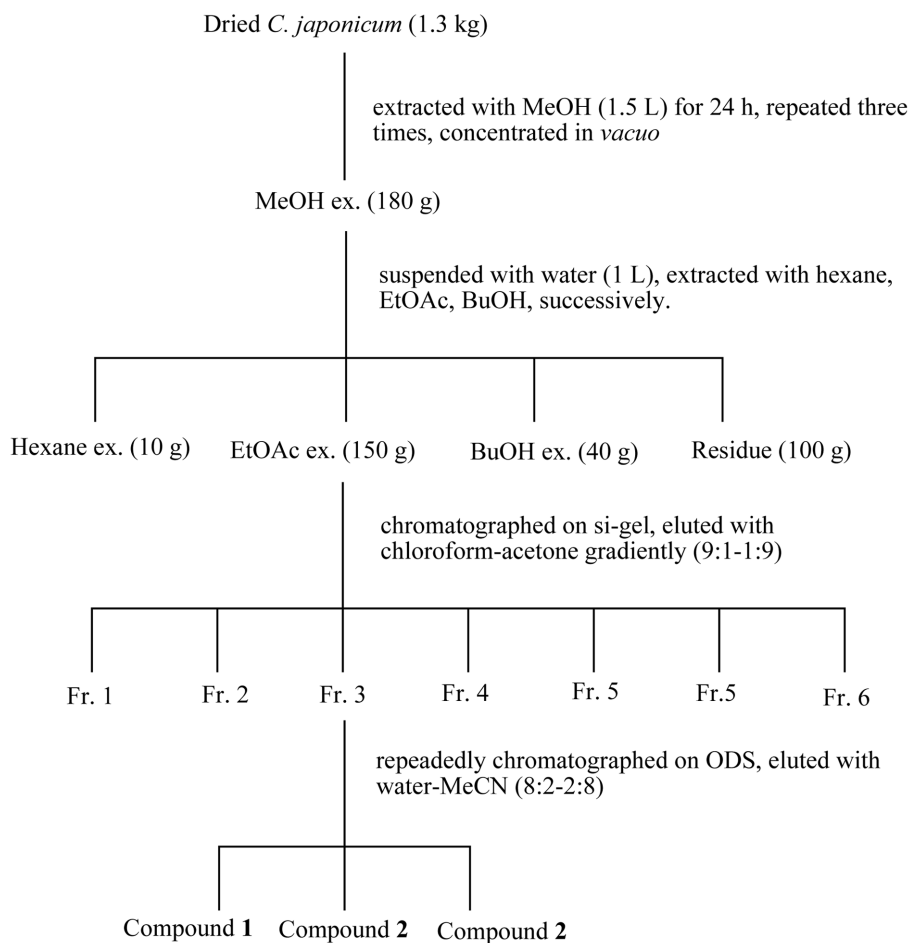 Dried C. japonicum (1.3 kg)
extracted with MeOH (1.5 L) for 24 h, repeated three
times, concentrated in vacuo
MeOH ex. (180 g)
suspended with water (1 L), extracted with hexane,
EtOAc, BuOH, successively.
Hexane ex. (10 g) EtOAc ex. (150 g) BuOH ex. (40 g) Residue (100 g)
chromatographed on si-gel, eluted with
chloroform-acetone gradiently (9:1-1:9)
Fr. 1 Fr. 2 Fr. 3 Fr. 4 Fr. 5 Fr.5 Fr. 6
repeatedly chromatographed on ODS, eluted with
water-MeCN (8:2-2:8)
Compound 1 Compound 2 Compound 2